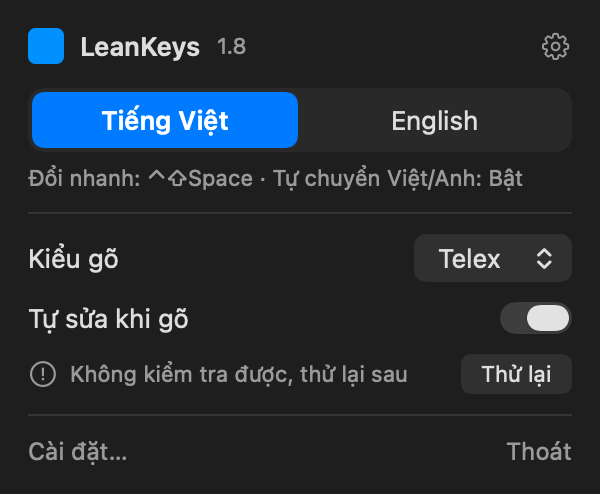 LeanKeys 1.8
Tiếng Việt English
Đổi nhanh: ^⇧Space · Tự chuyển Việt/Anh: Bật
Kiểu gõ Telex
Tự sửa khi gõ
Không kiểm tra được, thử lại sau Thử lại
Cài đặt... Thoát